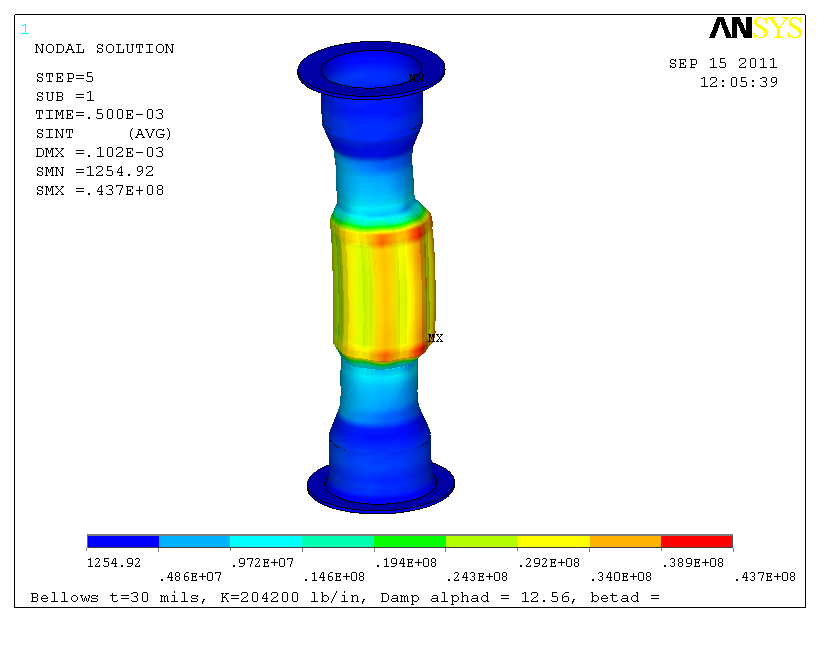 1
ANSYS
NODAL SOLUTION
SEP 15 2011
12:05:39
STEP=5
SUB =1
TIME=.500E-03
SINT (AVG)
DMX =.102E-03
SMN =1254.92
SMX =.437E+08
MN
MX
1254.92 .972E+07 .194E+08 .292E+08 .389E+08
.486E+07 .146E+08 .243E+08 .340E+08 .437E+08
Bellows t=30 mils, K=204200 lb/in, Damp alphad = 12.56, betad =